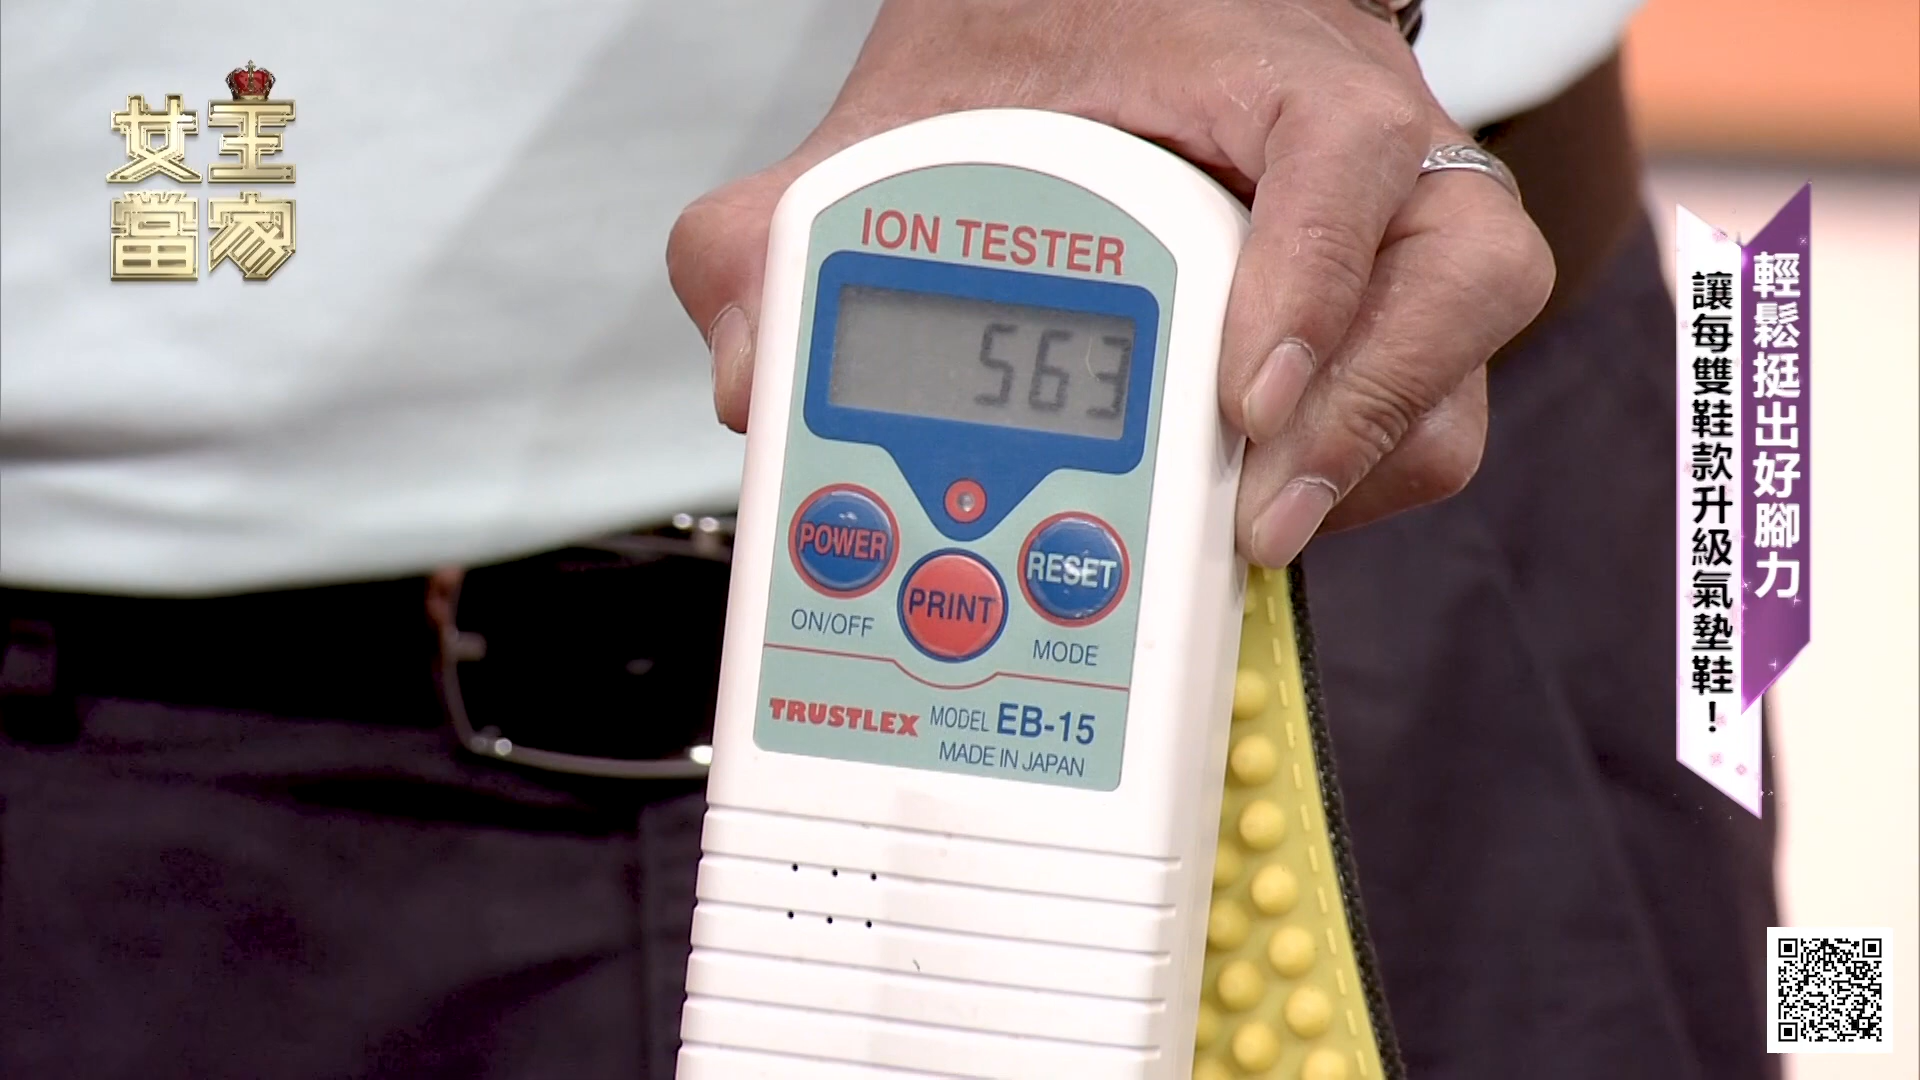 女王
當家
ION TESTER
563
POWER
PRINT
RESET
ON/OFF
MODE
TRUSTLEX MODEL EB-15
MADE IN JAPAN
輕鬆挺出好腳力
讓每雙鞋款升級氣墊鞋！